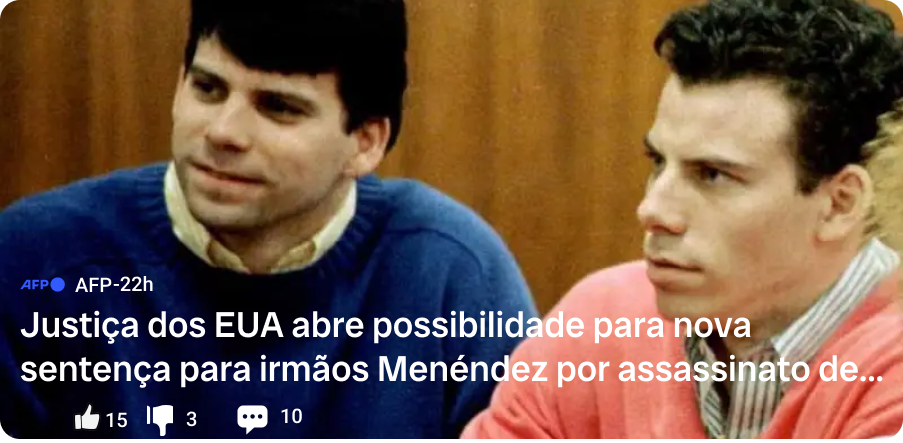 AFP AFP-22h
Justiça dos EUA abre possibilidade para nova
sentença para irmãos Menéndez por assassinato de...
15 3 10